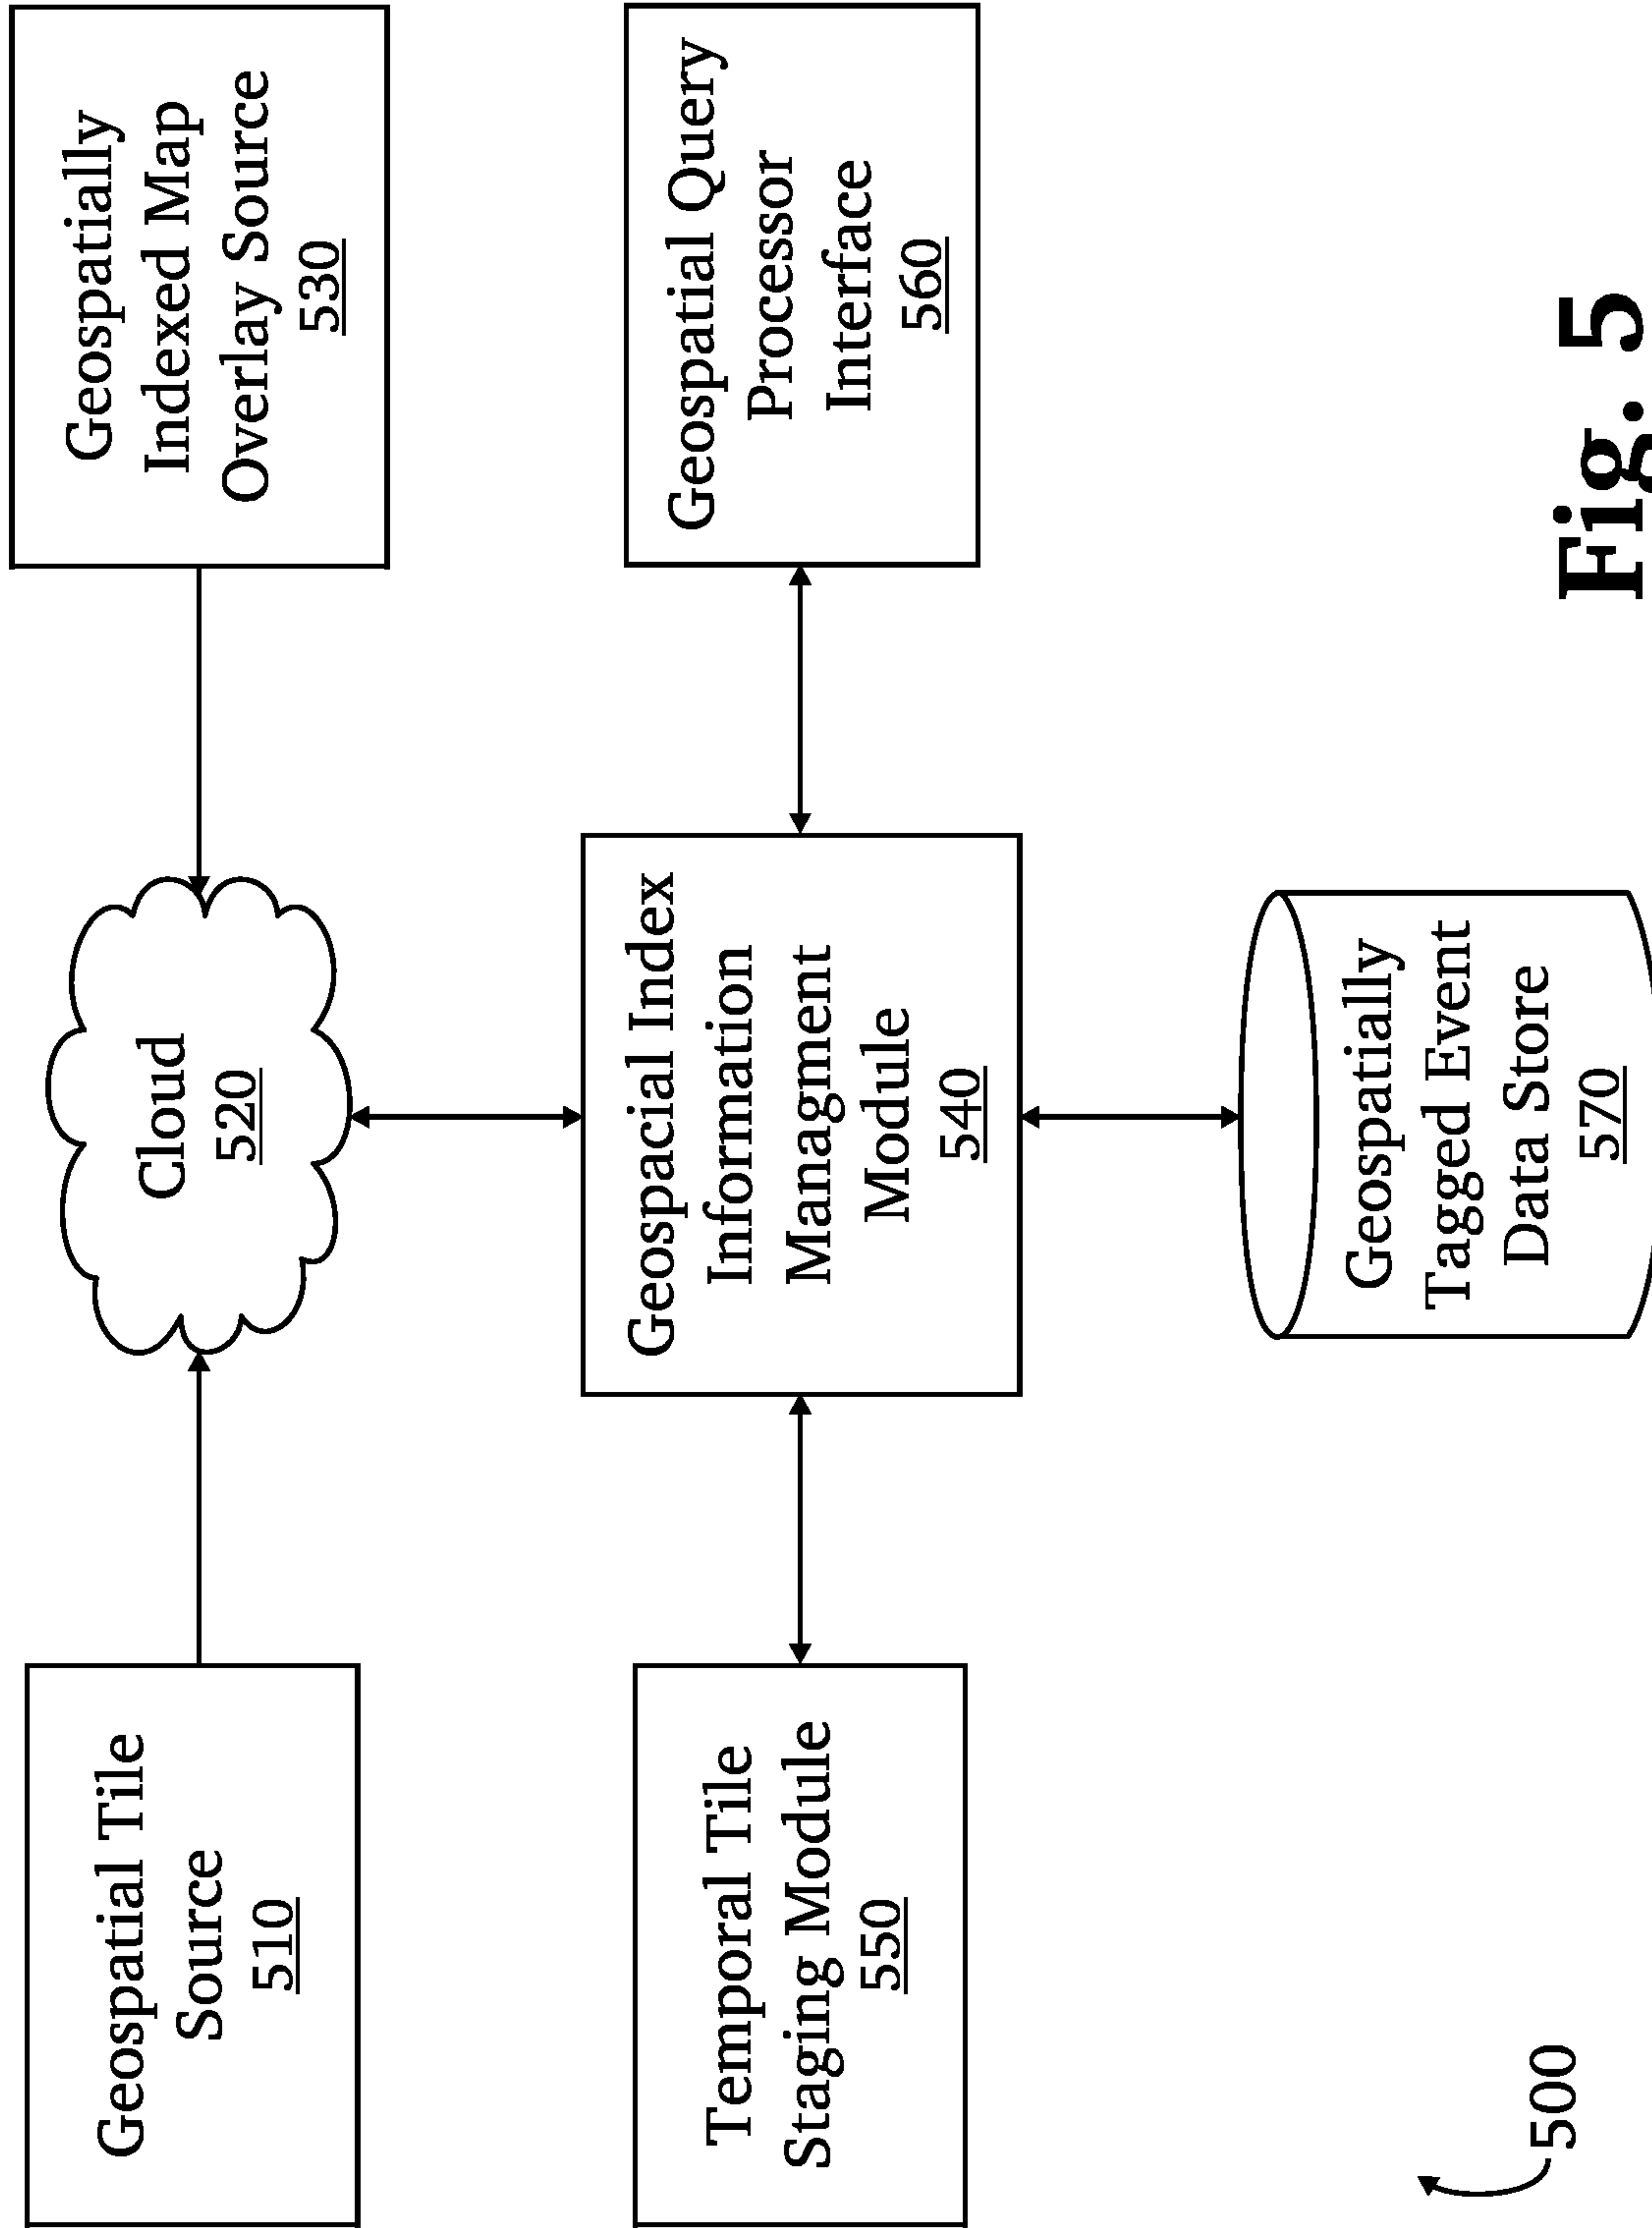 Geospatial Tile
Source
510
Cloud
520
Geospatially
Indexed Map
Overlay Source
530
Temporal Tile
Staging Module
550
Geospacial Index
Information
Managment
Module
540
Geospatial Query
Processor
Interface
560
Geospatially
Tagged Event
Data Store
570
500
Fig. 5